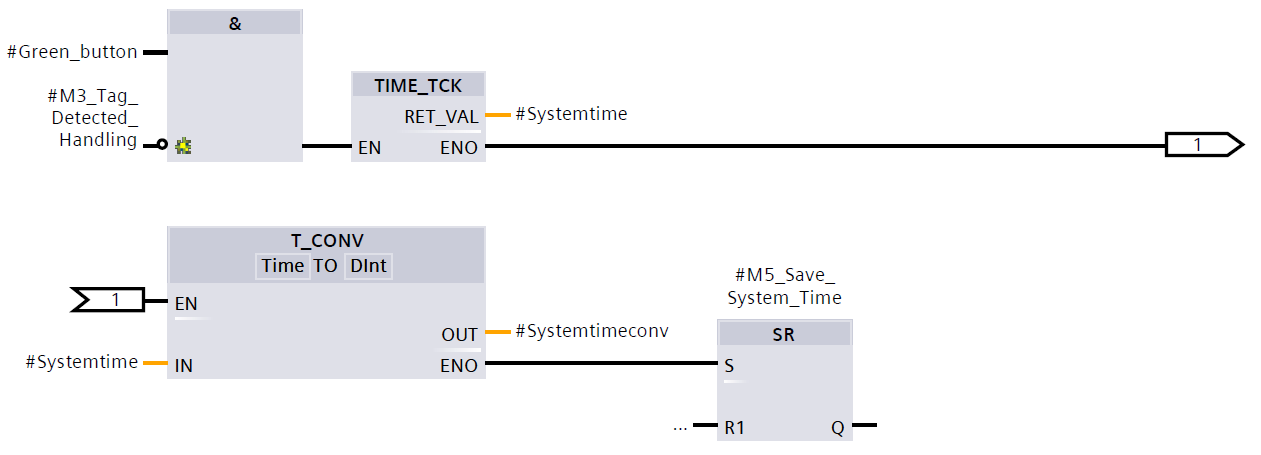 &
#Green_button
#M3_Tag_
Detected_
Handling
TIME_TCK
RET_VAL
#Systemtime
EN
ENO
1
T_CONV
Time TO DInt
1
EN
OUT
#Systemtimeconv
#Systemtime
IN
ENO
#M5_Save_
System_Time
SR
S
...
R1
Q